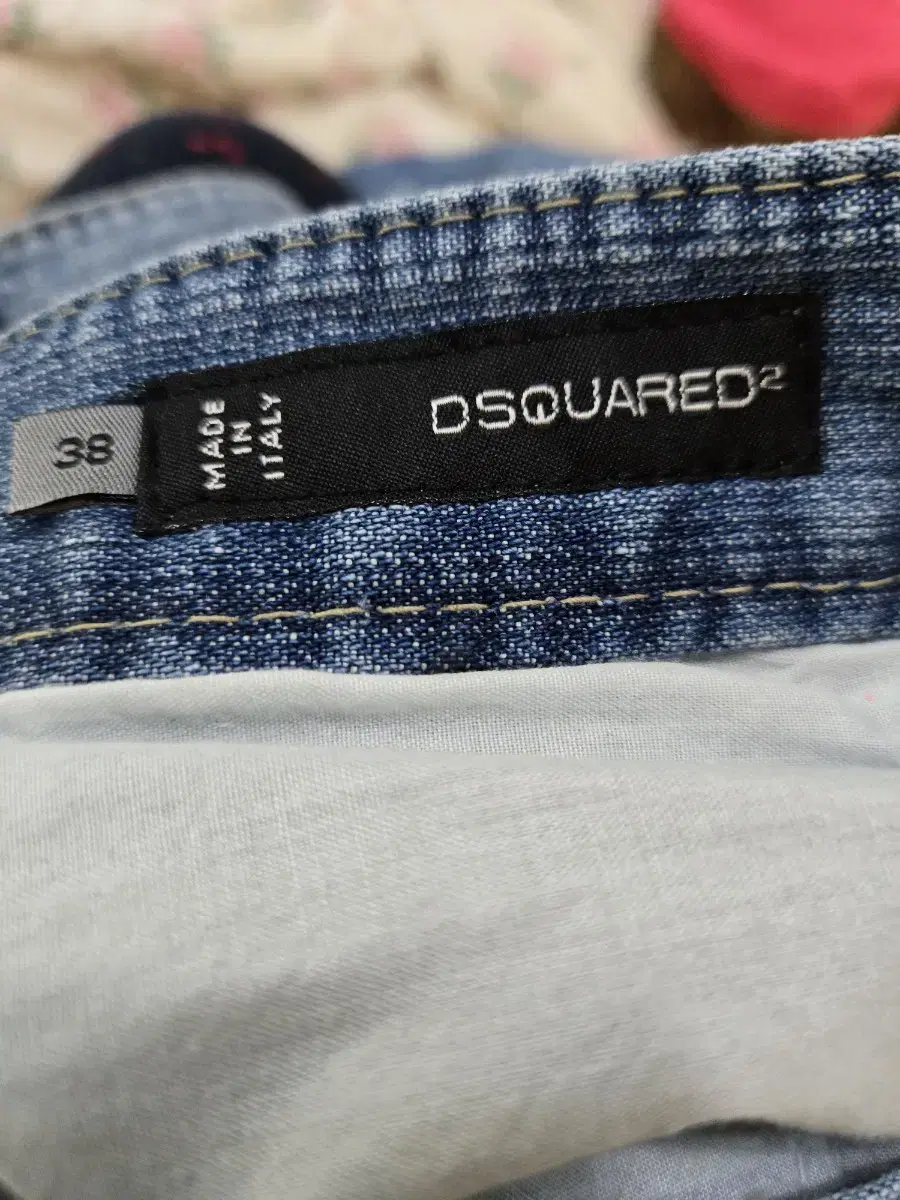 38
MADE
IN
ITALY
DSQUARED²